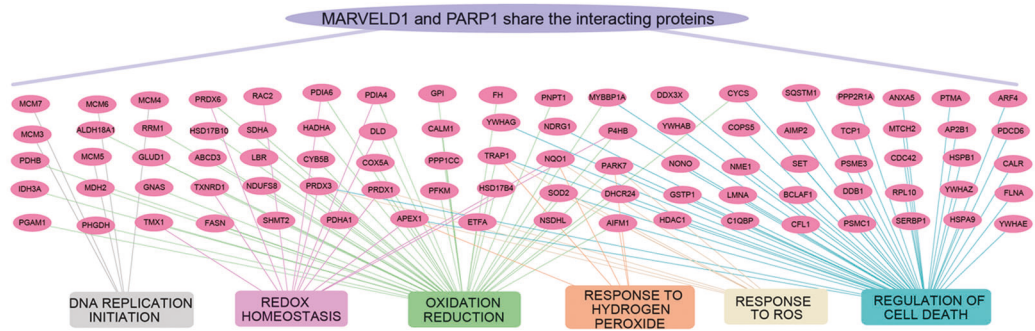 MARVELD1 and PARP1 share the interacting proteins
MCM7 MCM6 MCM4 PRDX6 RAC2 PDIA6 PDIA4 GPI FH PNPT1 MYBBP1A DDX3X CYCS SQSTM1 PPP2R1A ANXA5 PTMA ARF4
MCM3 ALDH18A1 RRM1 HSD17B10 SDHA HADHA DLD CALM1 YWHAG NDRG1 P4HB YWHAB COPS5 AIMP2 TCP1 MTCH2 AP2B1 PDCD6
PDHB MCM5 GLUD1 ABCD3 LBR CYB5B COX5A PPP1CC TRAP1 NQO1 PARK7 NONO NME1 SET PSME3 CDC42 HSPB1 CALR
IDH3A MDH2 GNAS TXNRD1 NDUFS8 PRDX3 PRDX1 PFKM HSD17B4 SOD2 DHCR24 GSTP1 LMNA BCLAF1 DDB1 RPL10 YWHAZ FLNA
PGAM1 PHGDH TMX1 FASN SHMT2 PDHA1 APEX1 ETFA NSDHL AIFM1 HDAC1 C1QBP CFL1 PSMC1 SERBP1 HSPA9 YWHAE
DNA REPLICATION
INITIATION
REDOX
HOMEOSTASIS
OXIDATION
REDUCTION
RESPONSE TO
HYDROGEN
PEROXIDE
RESPONSE
TO ROS
REGULATION OF
CELL DEATH